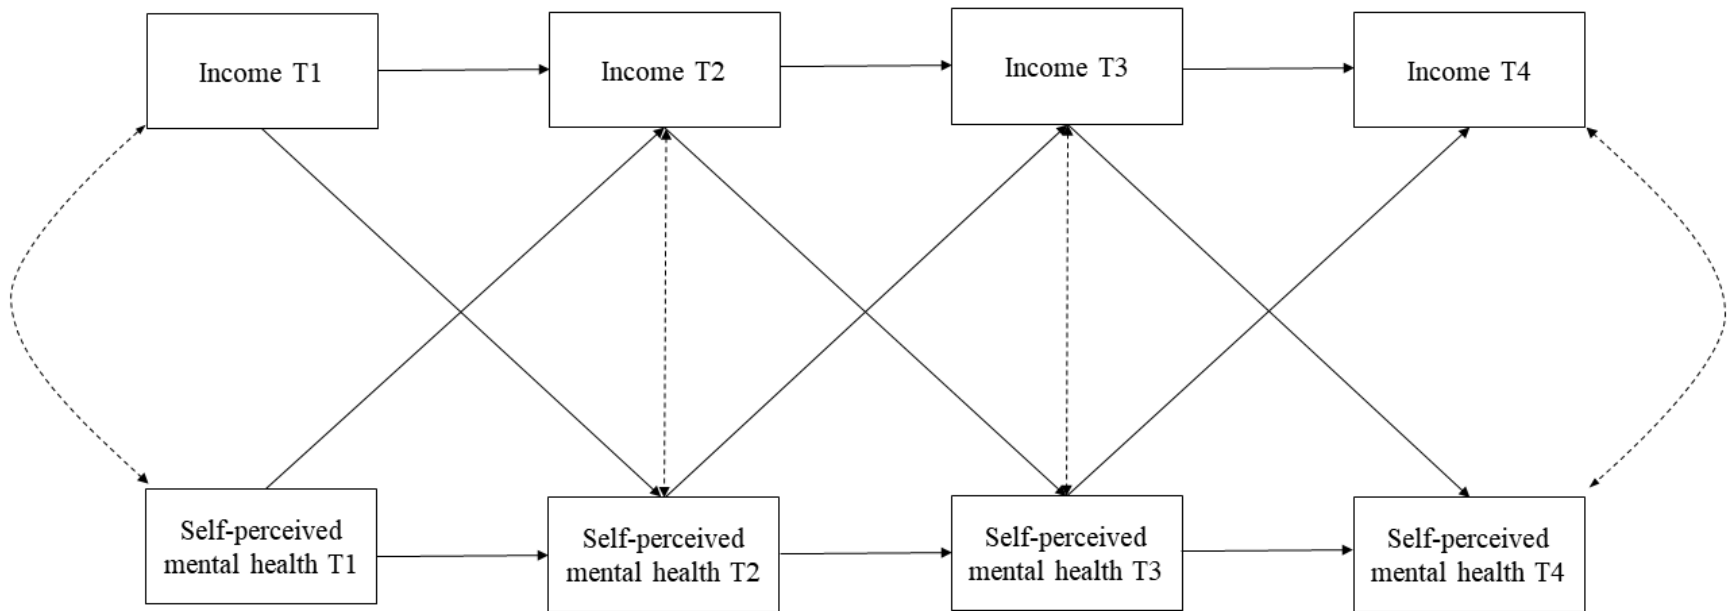 Income T1
Income T2
Income T3
Income T4
Self-perceived
mental health T1
Self-perceived
mental health T2
Self-perceived
mental health T3
Self-perceived
mental health T4